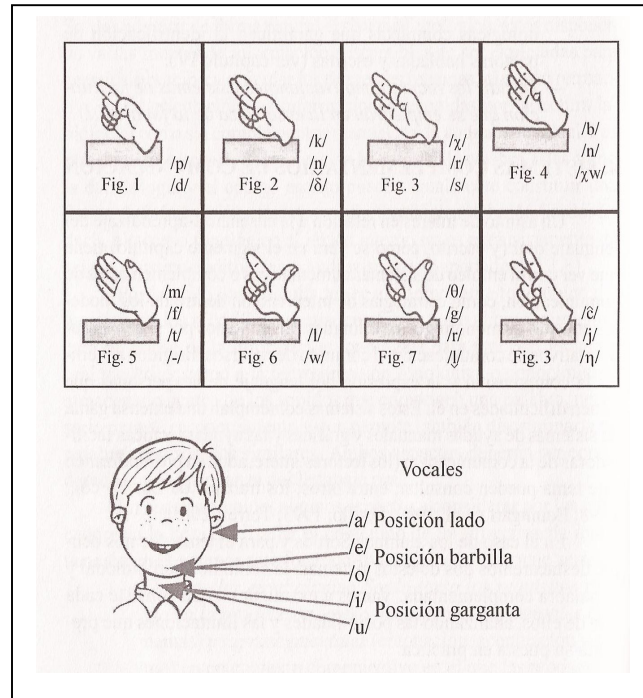 /p/
Fig. 1 /d/
/k/
/ṇ/
Fig. 2 /ǒ/
/χ/
/r/
Fig. 3 /s/
/b/
/n/
Fig. 4 /χw/
/m/
/f/
/t/
Fig. 5 /-/
/l/
Fig. 6 /w/
/θ/
/g/
/r/
Fig. 7 /ḷ/
/ĉ/
/j/
Fig. 3 /η/
Vocales
/a/ Posición lado
/e/
Posición barbilla
/o/
/i/
Posición garganta
/u/